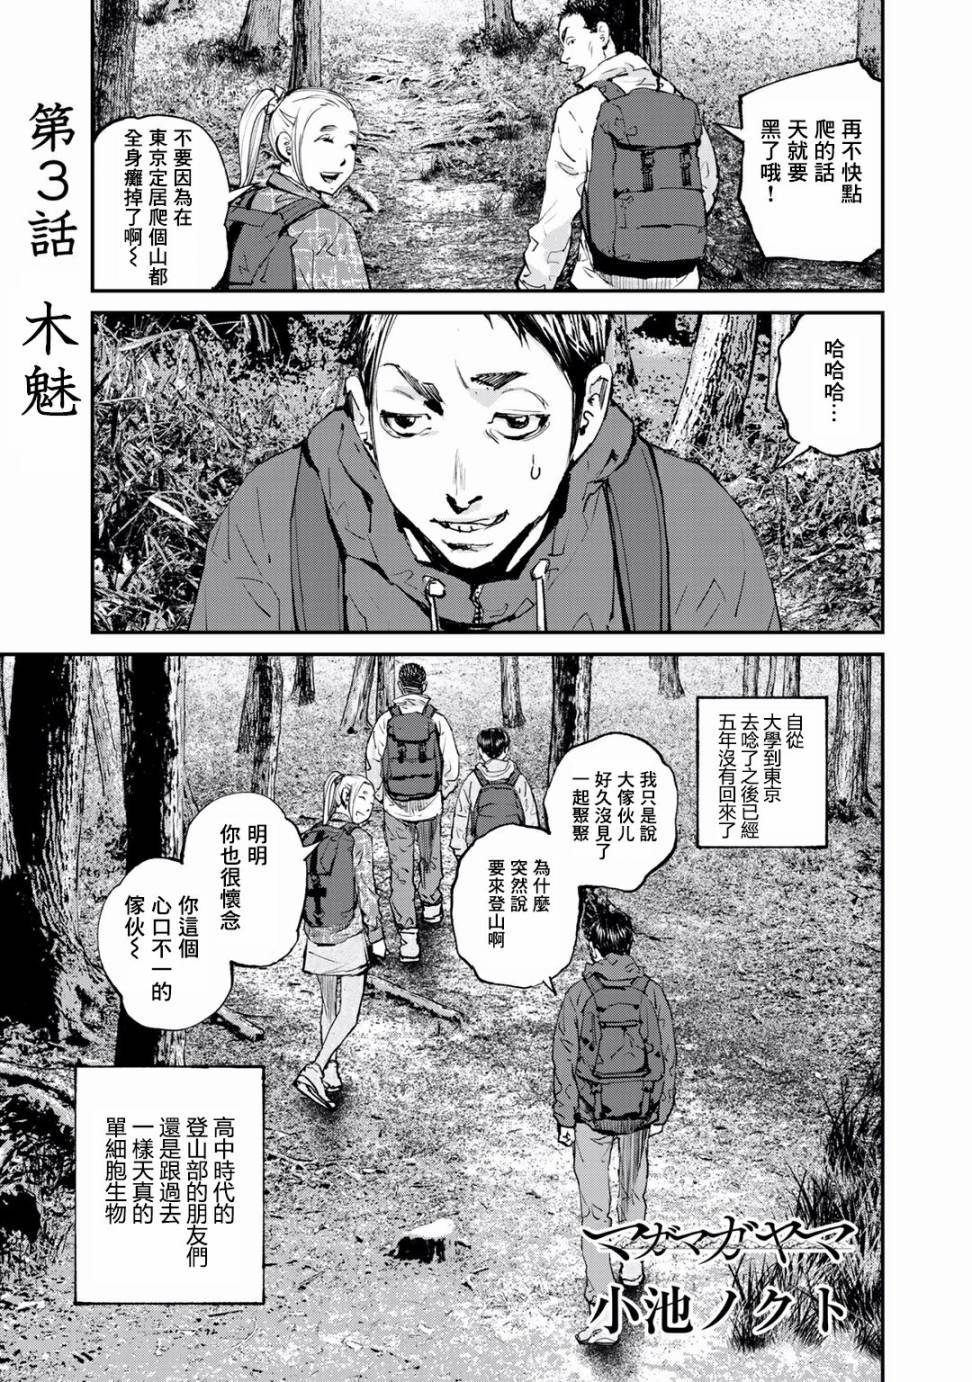 第3話 木魅
再不快點
爬的話
天就要
黑了哦！
不要因為在
東京定居爬個山都
全身癱掉了啊～
哈哈哈…
自從
大學到東京
去唸了之後已經
五年沒有回來了
我只是說
大傢伙儿
好久沒見了
一起聚聚
為什麼
突然說
要來登山啊
明明
你也很懷念
你這個
心口不一的
傢伙～
高中時代的
登山部的朋友們
還是跟過去
一樣天真的
單細胞生物
マガマガヤマ
小池ノクト